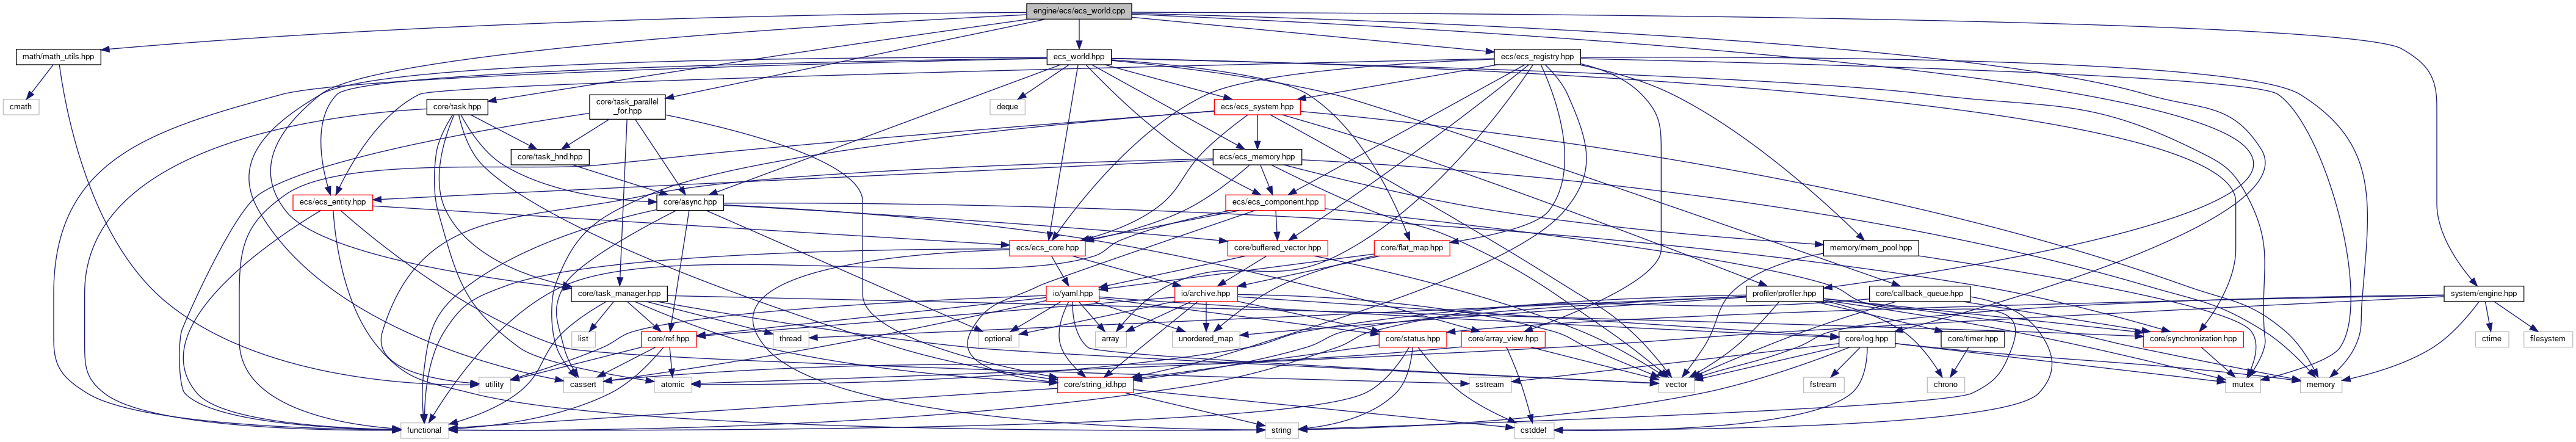 engine/ecs/ecs_world.cpp
math/math_utils.hpp
ecs_world.hpp
ecs/ecs_registry.hpp
cmath
core/task.hpp
core/task_parallel
_for.hpp
deque
ecs/ecs_system.hpp
core/task_hnd.hpp
ecs/ecs_memory.hpp
ecs/ecs_entity.hpp
core/async.hpp
ecs/ecs_component.hpp
ecs/ecs_core.hpp
core/buffered_vector.hpp
core/flat_map.hpp
memory/mem_pool.hpp
core/task_manager.hpp
io/yaml.hpp
io/archive.hpp
profiler/profiler.hpp
core/callback_queue.hpp
system/engine.hpp
list
core/ref.hpp
thread
optional
array
unordered_map
core/status.hpp
core/array_view.hpp
core/log.hpp
core/timer.hpp
core/synchronization.hpp
ctime
filesystem
utility
cassert
atomic
core/string_id.hpp
sstream
vector
fstream
chrono
mutex
memory
functional
string
cstddef